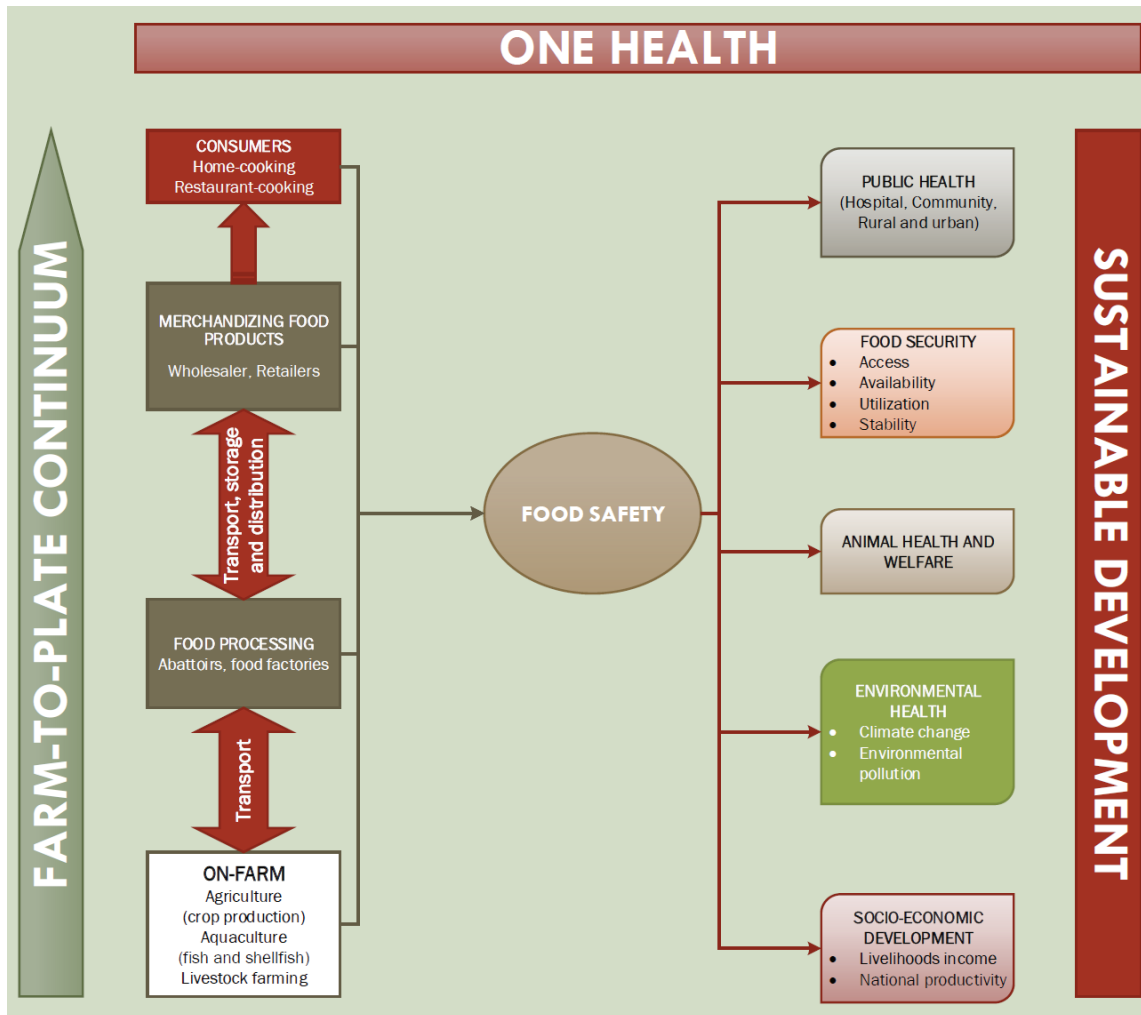 ONE HEALTH
FARM-TO-PLATE CONTINUUM
CONSUMERS
Home-cooking
Restaurant-cooking
MERCHANDIZING FOOD
PRODUCTS
Wholesaler, Retailers
Transport, storage
and distribution
FOOD PROCESSING
Abattoirs, food factories
Transport
ON-FARM
Agriculture
(crop production)
Aquaculture
(fish and shellfish)
Livestock farming
FOOD SAFETY
PUBLIC HEALTH
(Hospital, Community,
Rural and urban)
FOOD SECURITY
• Access
• Availability
• Utilization
• Stability
ANIMAL HEALTH AND
WELFARE
ENVIRONMENTAL
HEALTH
• Climate change
• Environmental
pollution
SOCIO-ECONOMIC
DEVELOPMENT
• Livelihoods income
• National productivity
SUSTAINABLE DEVELOPMENT